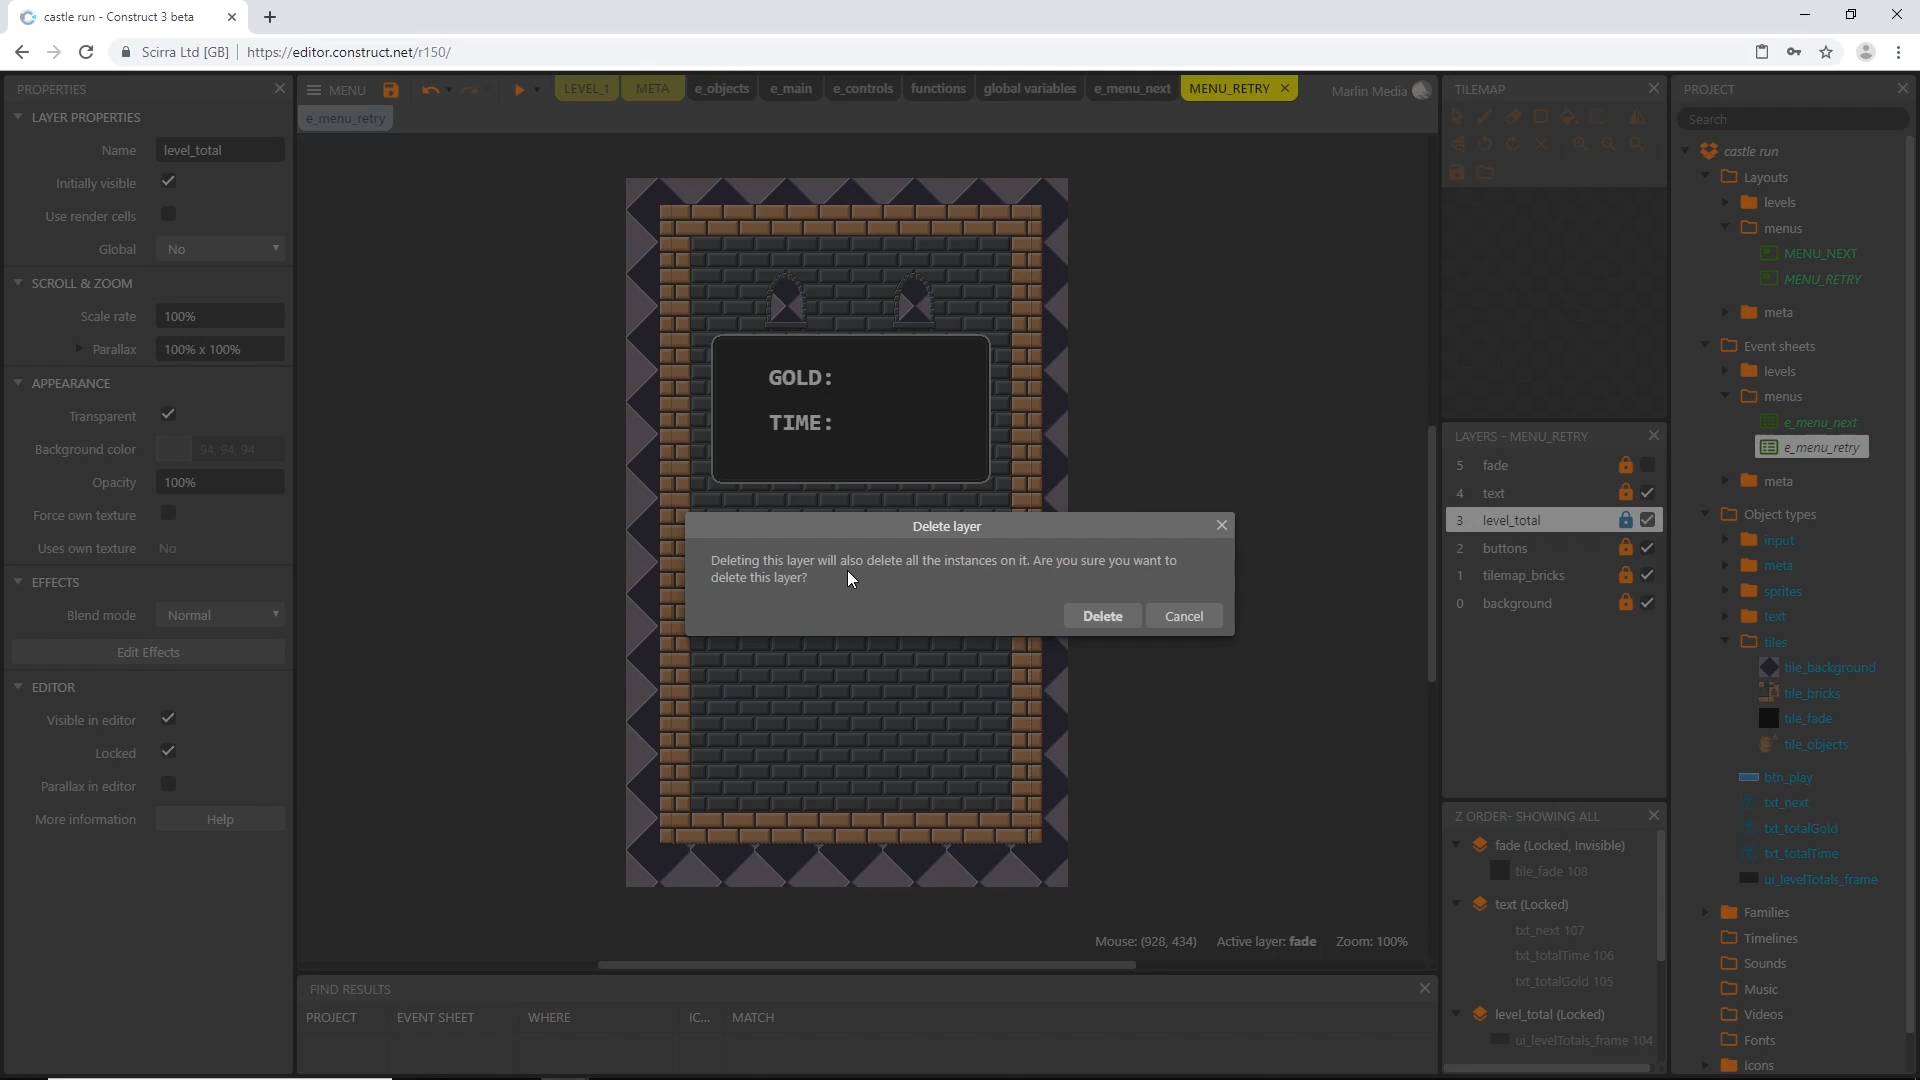 castle run - Construct 3 beta
Scirra Ltd [GB]
https://editor.construct.net/r150/
PROPERTIES
LAYER PROPERTIES
Name level_total
Initially visible
Use render cells
Global No
SCROLL & ZOOM
Scale rate 100%
Parallax 100% x 100%
APPEARANCE
Transparent
Background color 94, 94, 94
Opacity 100%
Force own texture
Uses own texture No
EFFECTS
Blend mode Normal
Edit Effects
EDITOR
Visible in editor
Locked
Parallax in editor
More information Help
MENU
LEVEL_1
META
e_objects
e_main
e_controls
functions
global variables
e_menu_next
MENU_RETRY
Marlin Media
e_menu_retry
GOLD:
TIME:
Delete layer
Deleting this layer will also delete all the instances on it. Are you sure you want to
delete this layer?
Delete
Cancel
Mouse: (928, 434) Active layer: fade Zoom: 100%
FIND RESULTS
PROJECT EVENT SHEET WHERE IC... MATCH
TILEMAP
LAYERS - MENU_RETRY
5 fade
4 text
3 level_total
2 buttons
1 tilemap_bricks
0 background
Z ORDER- SHOWING ALL
fade (Locked, Invisible)
tile_fade 108
text (Locked)
txt_next 107
txt_totalTime 106
txt_totalGold 105
level_total (Locked)
ui_levelTotals_frame 104
PROJECT
Search
castle run
Layouts
levels
menus
MENU_NEXT
MENU_RETRY
meta
Event sheets
levels
menus
e_menu_next
e_menu_retry
meta
Object types
input
meta
sprites
text
tiles
tile_background
tile_bricks
tile_fade
tile_objects
btn_play
txt_next
txt_totalGold
txt_totalTime
ui_levelTotals_frame
Families
Timelines
Sounds
Music
Videos
Fonts
Icons